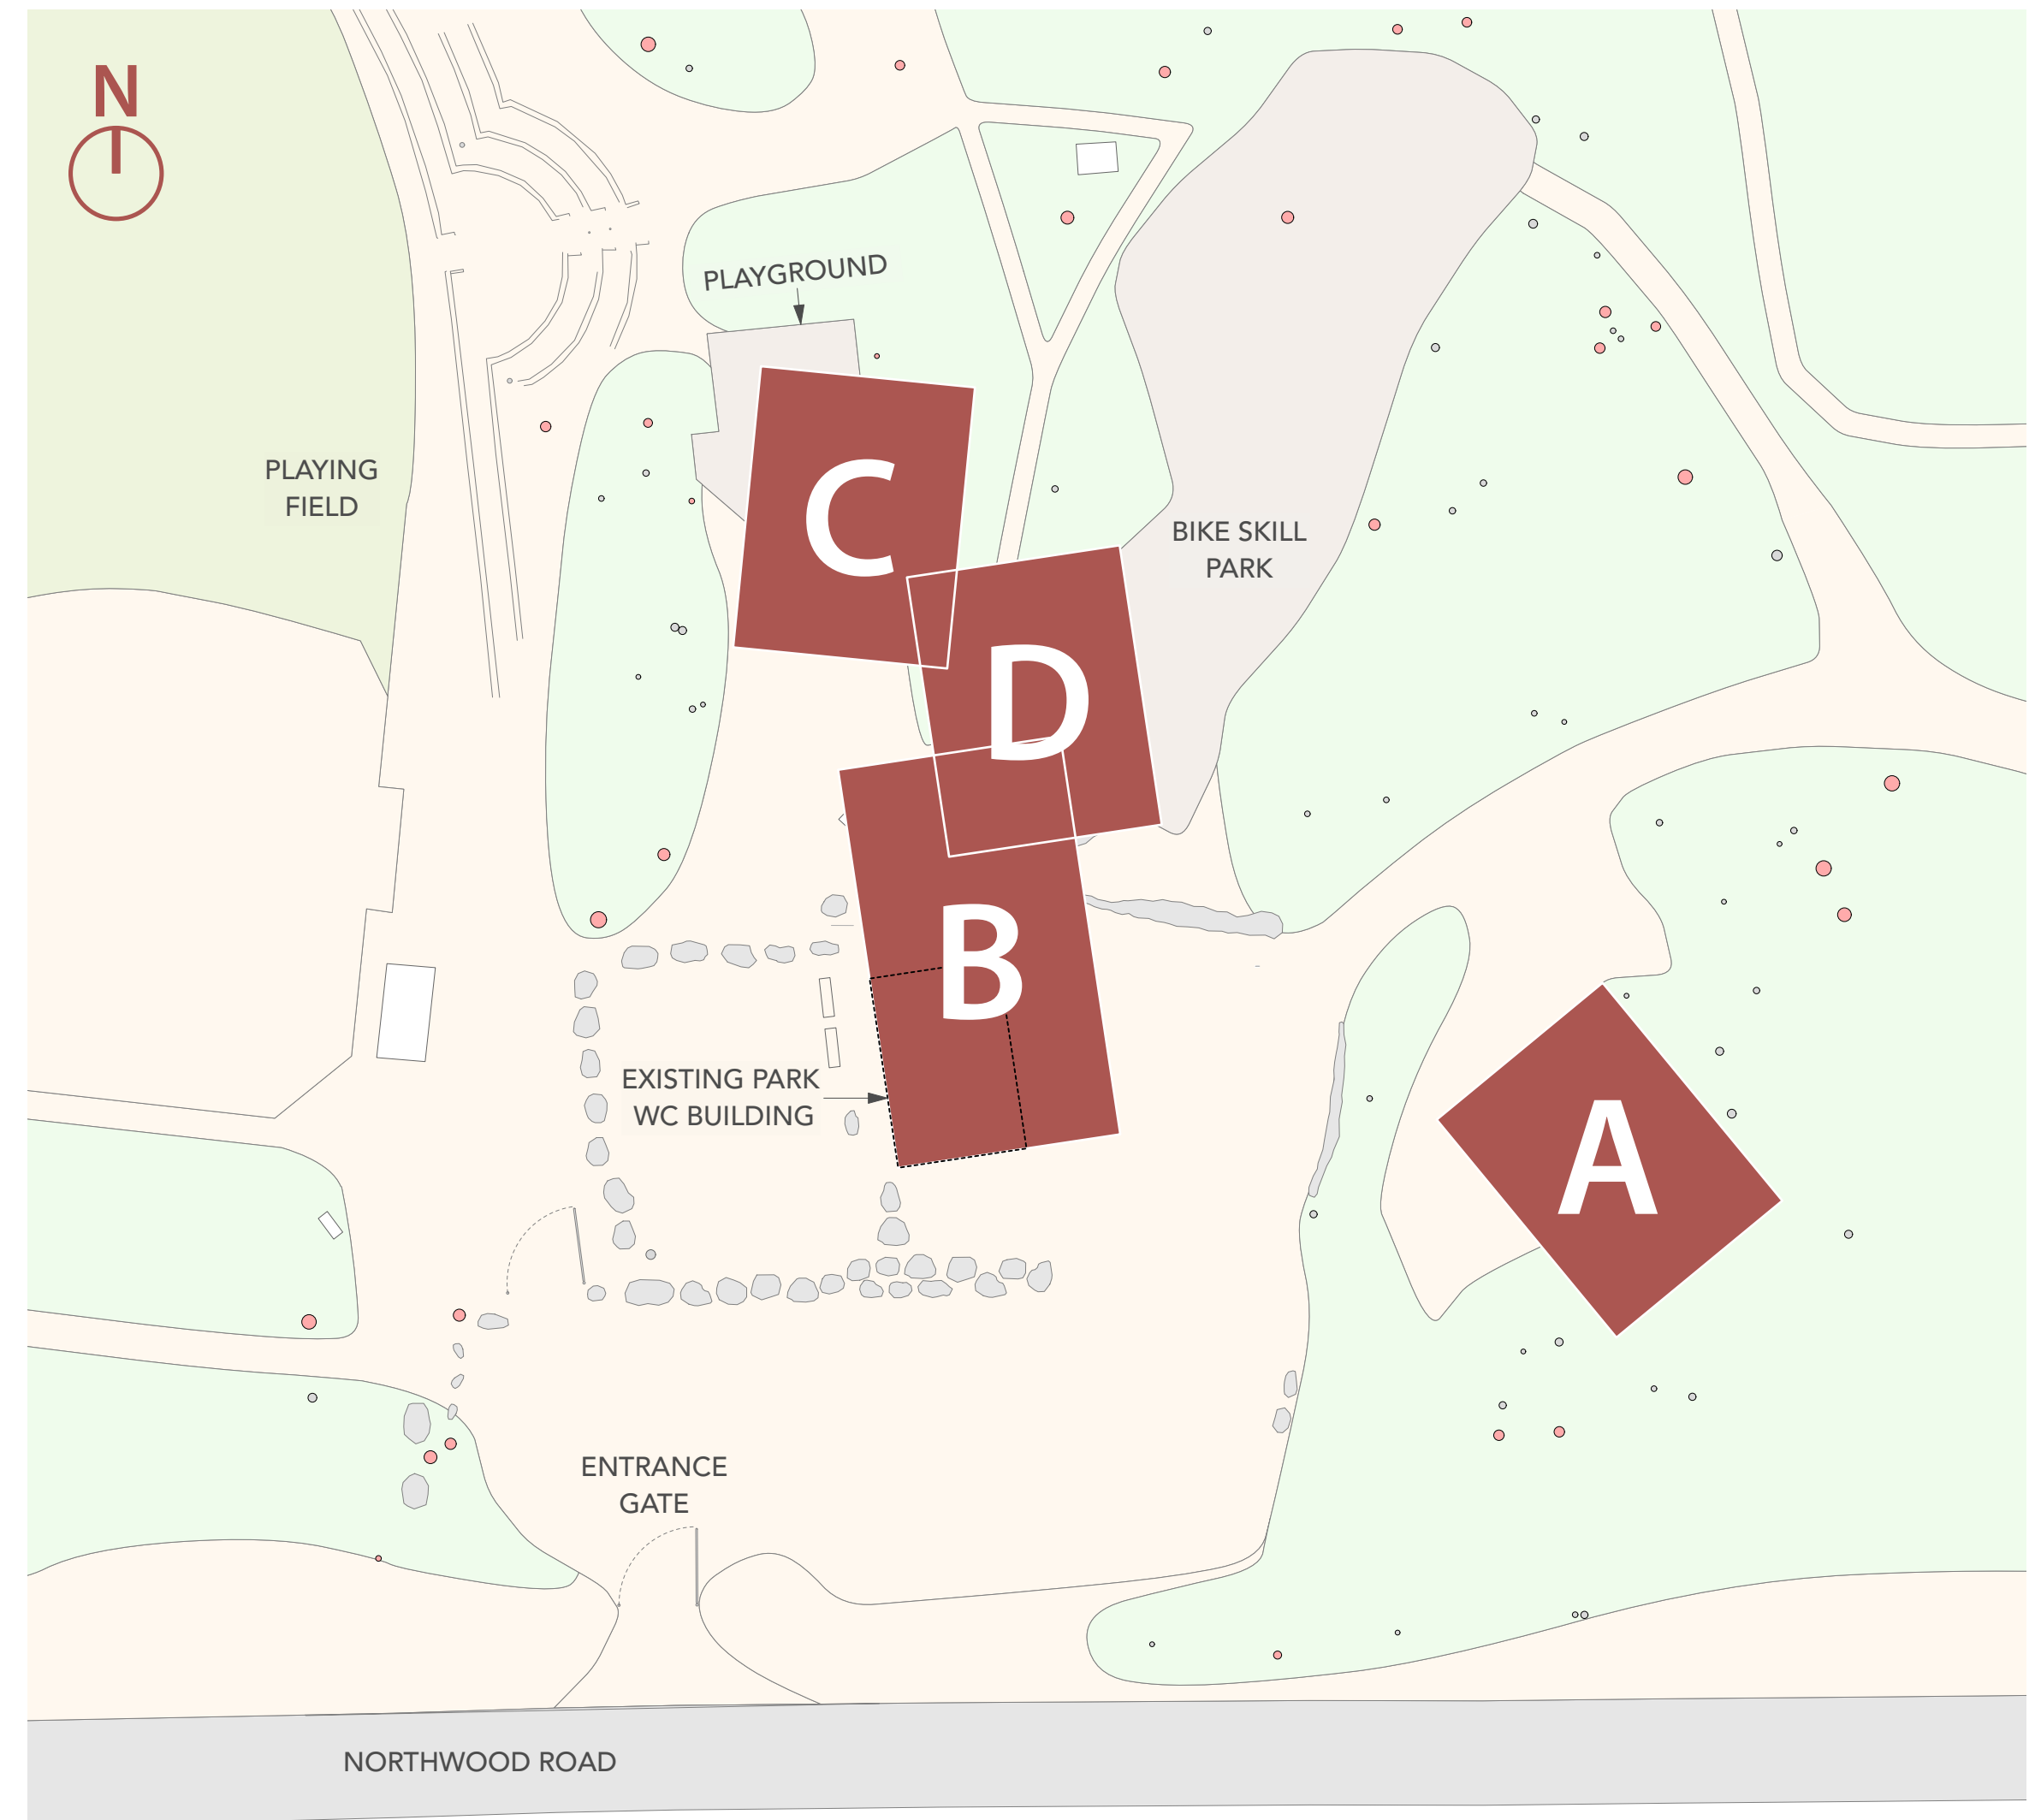 N
PLAYGROUND
PLAYING
FIELD
C
BIKE SKILL
PARK
D
B
EXISTING PARK
WC BUILDING
A
ENTRANCE
GATE
NORTHWOOD ROAD